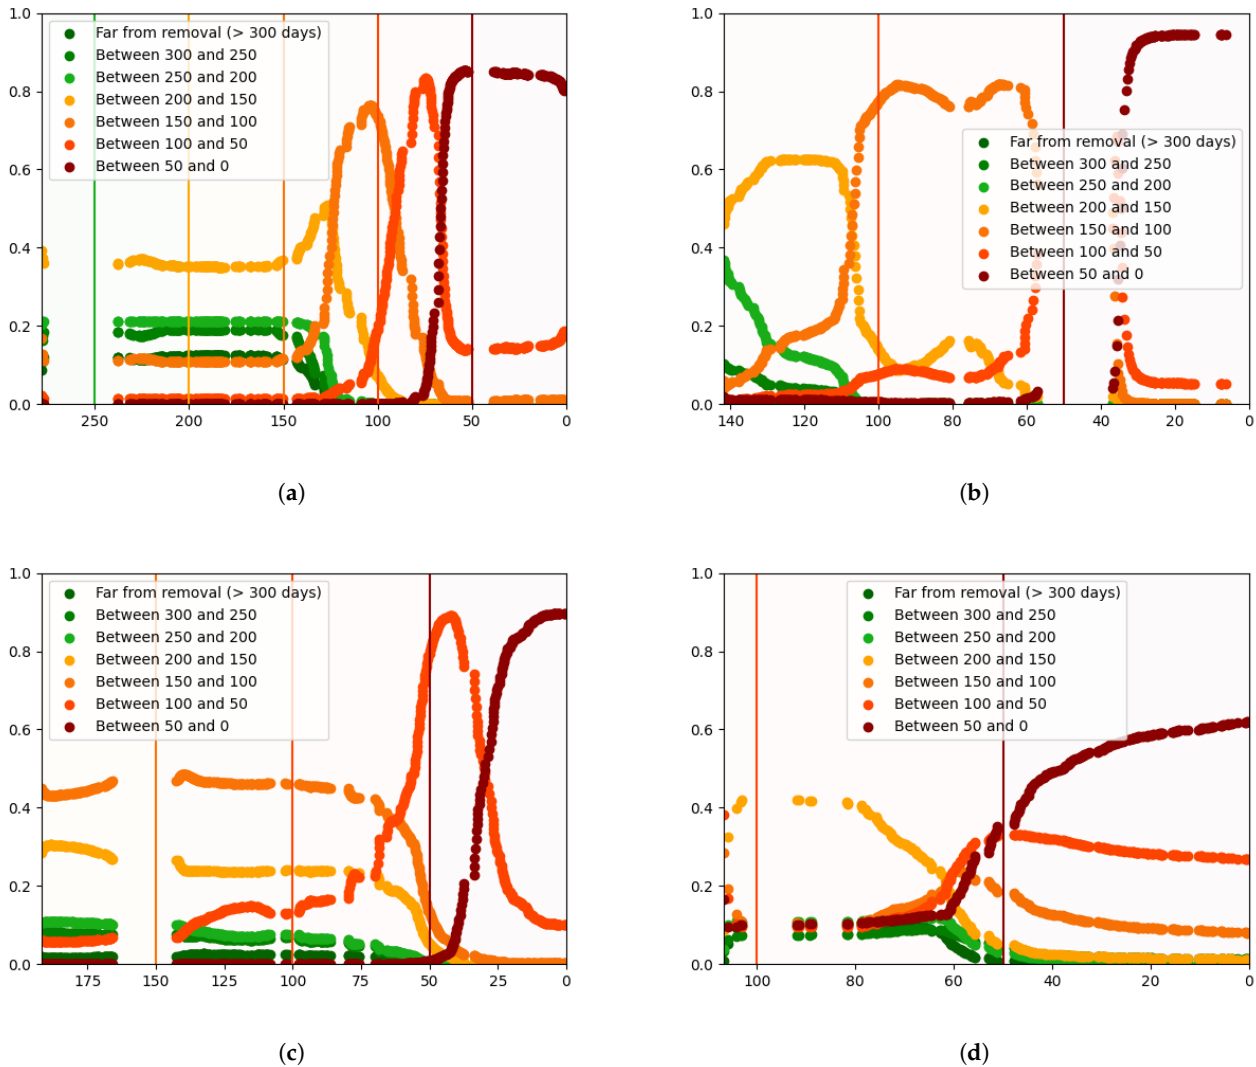 1.0
0.8
0.6
0.4
0.2
0.0
Far from removal (> 300 days)
Between 300 and 250
Between 250 and 200
Between 200 and 150
Between 150 and 100
Between 100 and 50
Between 50 and 0
250 200 150 100 50 0
(a)
1.0
0.8
0.6
0.4
0.2
0.0
Far from removal (> 300 days)
Between 300 and 250
Between 250 and 200
Between 200 and 150
Between 150 and 100
Between 100 and 50
Between 50 and 0
140 120 100 80 60 40 20 0
(b)
1.0
0.8
0.6
0.4
0.2
0.0
Far from removal (> 300 days)
Between 300 and 250
Between 250 and 200
Between 200 and 150
Between 150 and 100
Between 100 and 50
Between 50 and 0
175 150 125 100 75 50 25 0
(c)
1.0
0.8
0.6
0.4
0.2
0.0
Far from removal (> 300 days)
Between 300 and 250
Between 250 and 200
Between 200 and 150
Between 150 and 100
Between 100 and 50
Between 50 and 0
100 80 60 40 20 0
(d)